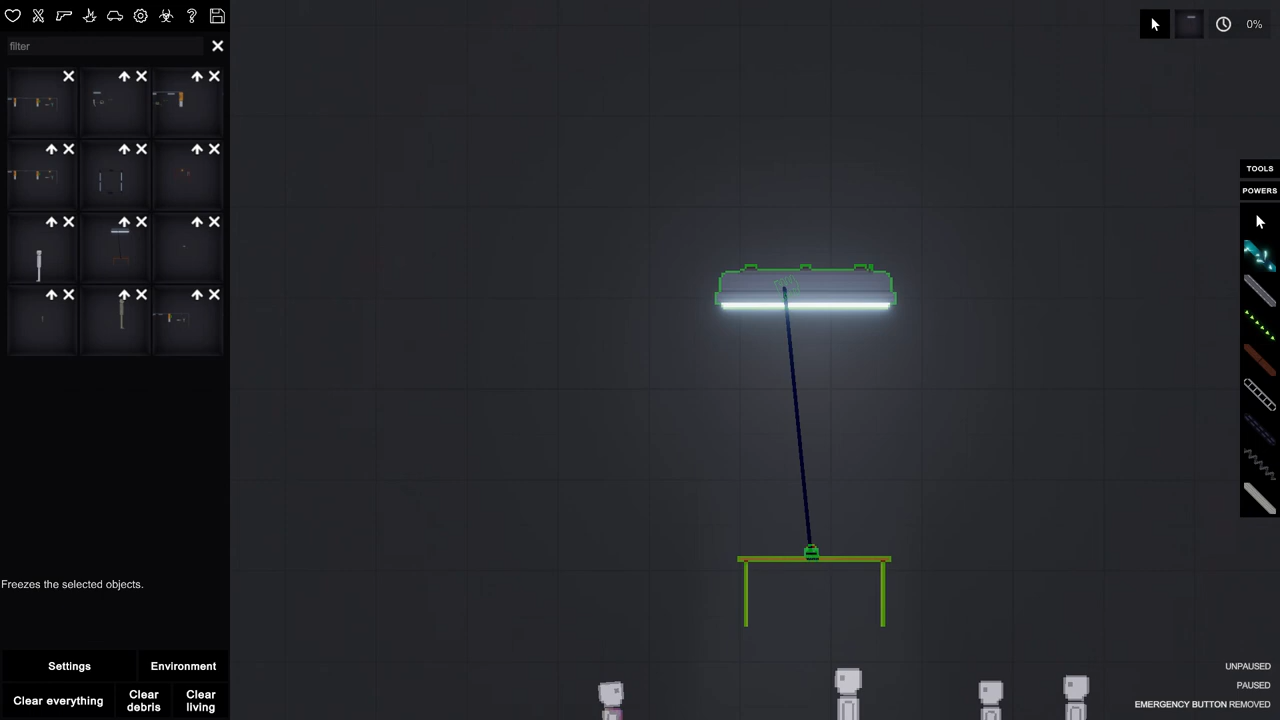 filter
0%
TOOLS
POWERS
Freezes the selected objects.
Settings
Environment
Clear everything
Clear
debris
Clear
living
UNPAUSED
PAUSED
EMERGENCY BUTTON REMOVED